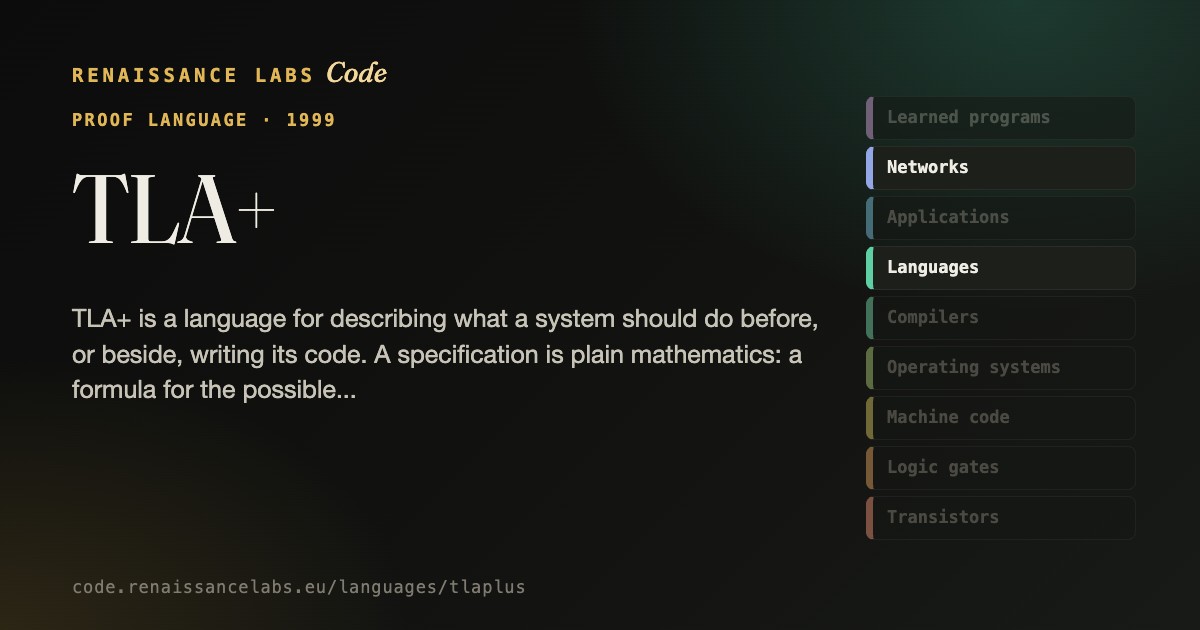 RENAISSANCE LABS Code
PROOF LANGUAGE · 1999
TLA+
TLA+ is a language for describing what a system should do before,
or beside, writing its code. A specification is plain mathematics: a
formula for the possible...
code.renaissancelabs.eu/languages/tlaplus
Learned programs
Networks
Applications
Languages
Compilers
Operating systems
Machine code
Logic gates
Transistors